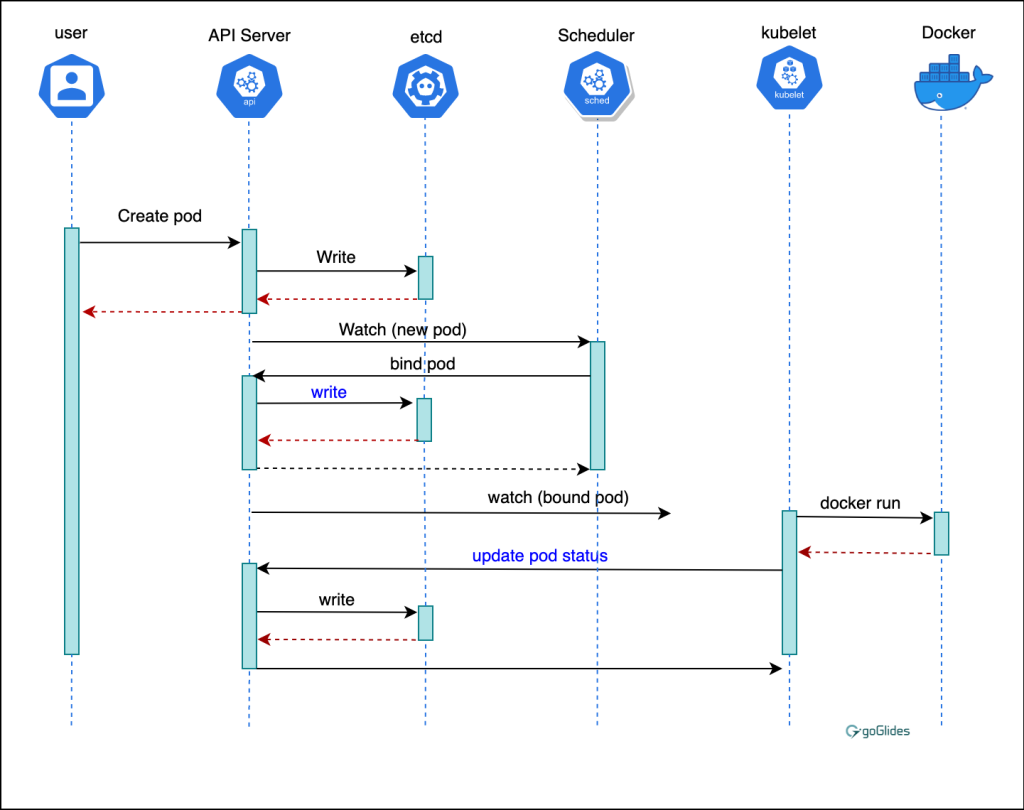 user
API Server
etcd
Scheduler
kubelet
Docker
api
sched
kubelet
Create pod
Write
Watch (new pod)
bind pod
write
watch (bound pod)
docker run
update pod status
write
goGlides